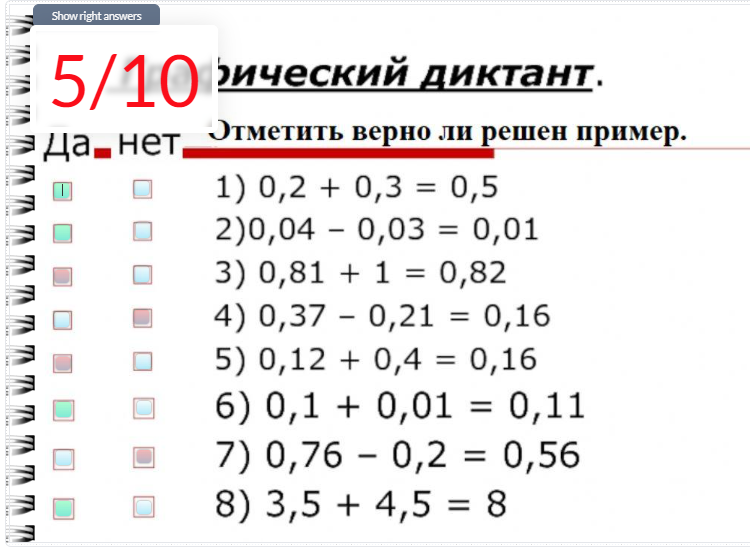 Show right answers
5/10
диктант.
Да нет
Отметить верно ли решен пример.
1) 0,2 + 0,3 = 0,5
2)0,04 – 0,03 = 0,01
3) 0,81 + 1 = 0,82
4) 0,37 – 0,21 = 0,16
5) 0,12 + 0,4 = 0,16
6) 0,1 + 0,01 = 0,11
7) 0,76 – 0,2 = 0,56
8) 3,5 + 4,5 = 8